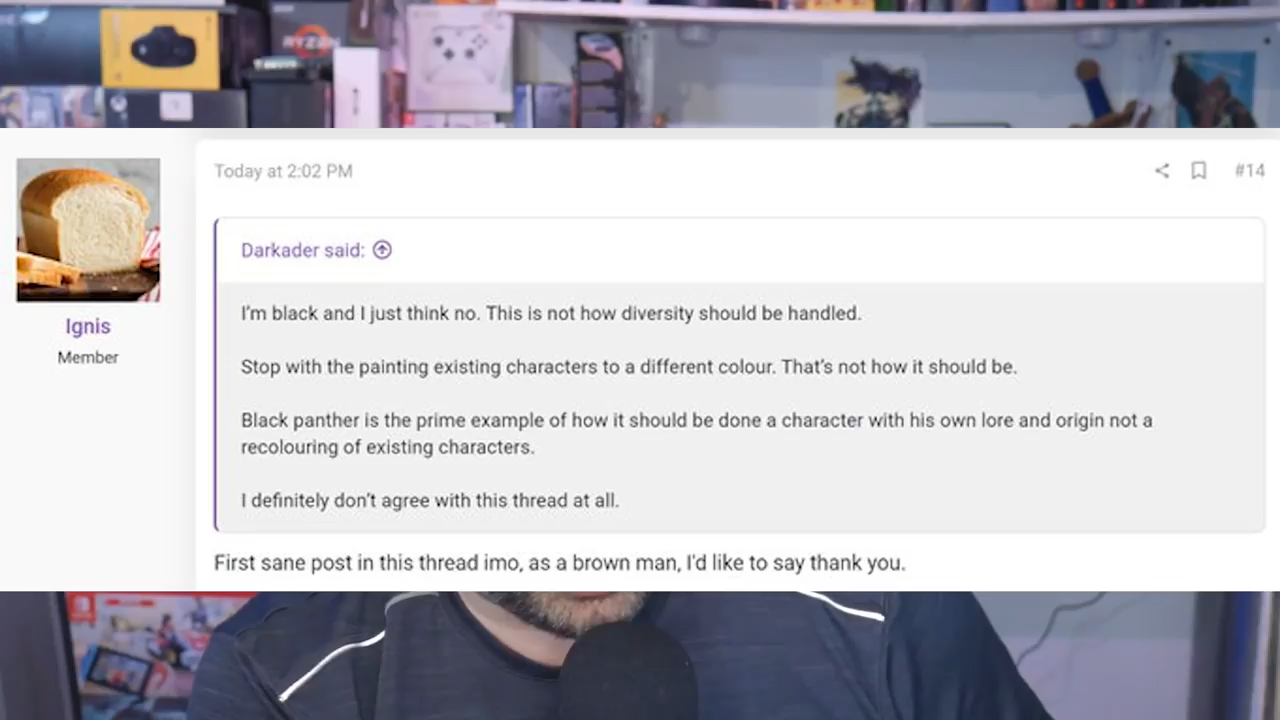 RYZEN
Today at 2:02 PM
#14
Darkader said:
I'm black and I just think no. This is not how diversity should be handled.
Stop with the painting existing characters to a different colour. That's not how it should be.
Black panther is the prime example of how it should be done a character with his own lore and origin not a
recolouring of existing characters.
I definitely don't agree with this thread at all.
Ignis
Member
First sane post in this thread imo, as a brown man, I'd like to say thank you.